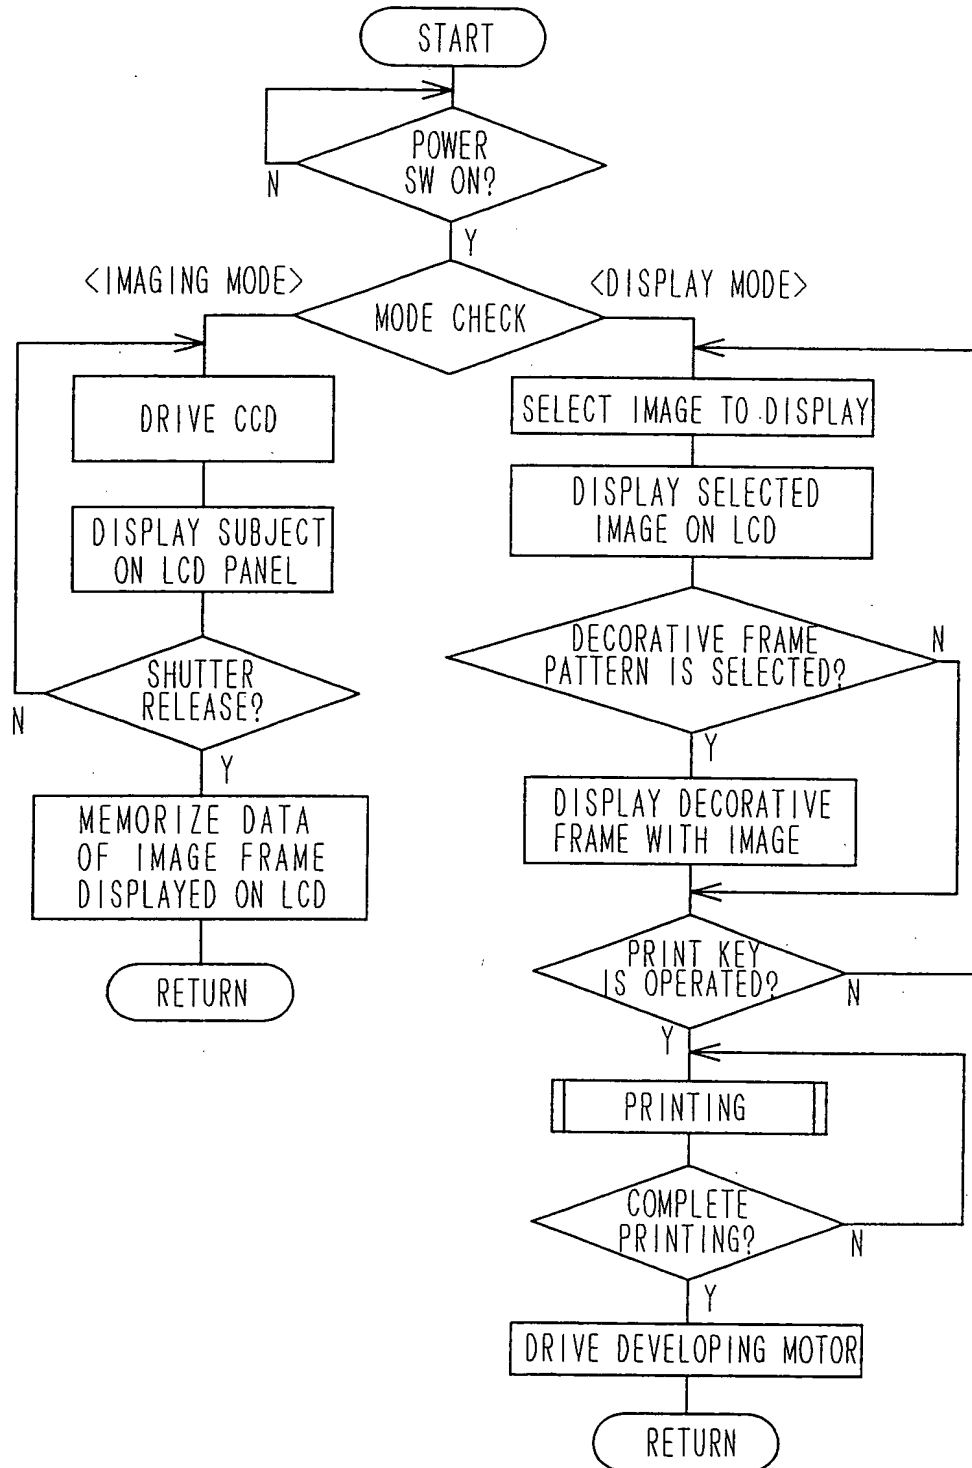 START
POWER
SW ON?
N
Y
<IMAGING MODE>
<DISPLAY MODE>
MODE CHECK
DRIVE CCD
DISPLAY SUBJECT
ON LCD PANEL
SHUTTER
RELEASE?
N
Y
MEMORIZE DATA
OF IMAGE FRAME
DISPLAYED ON LCD
RETURN
SELECT IMAGE TO DISPLAY
DISPLAY SELECTED
IMAGE ON LCD
DECORATIVE FRAME
PATTERN IS SELECTED?
N
Y
DISPLAY DECORATIVE
FRAME WITH IMAGE
PRINT KEY
IS OPERATED?
N
Y
PRINTING
COMPLETE
PRINTING?
N
Y
DRIVE DEVELOPING MOTOR
RETURN